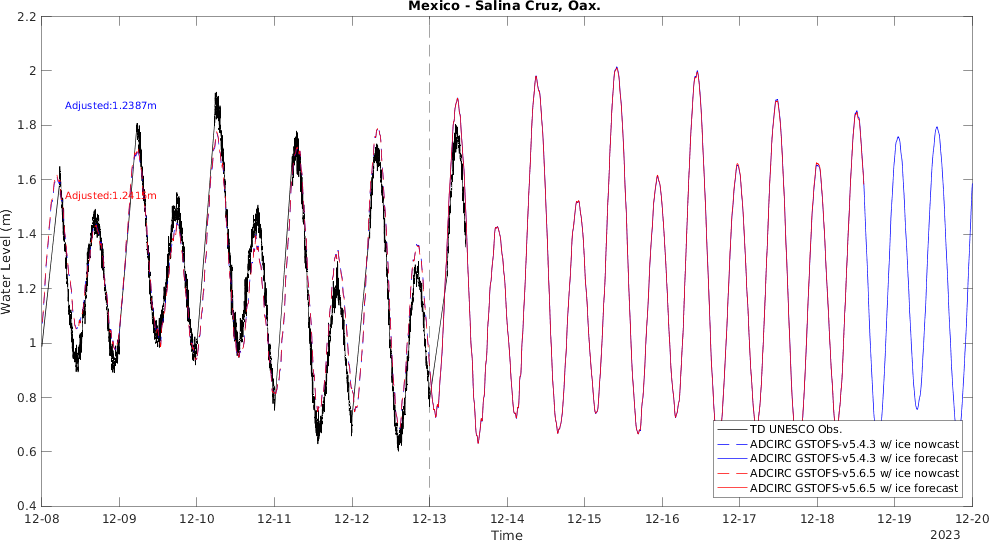 Mexico - Salina Cruz, Oax.
2.2
2
1.8
1.6
1.4
1.2
1
0.8
0.6
0.4
Water Level (m)
Adjusted:1.2387m
Adjusted:1.2415m
TD UNESCO Obs.
ADCIRC GSTOFS-v5.4.3 w/ ice nowcast
ADCIRC GSTOFS-v5.4.3 w/ ice forecast
ADCIRC GSTOFS-v5.6.5 w/ ice nowcast
ADCIRC GSTOFS-v5.6.5 w/ ice forecast
12-08 12-09 12-10 12-11 12-12 12-13 12-14 12-15 12-16 12-17 12-18 12-19 12-20
Time
2023